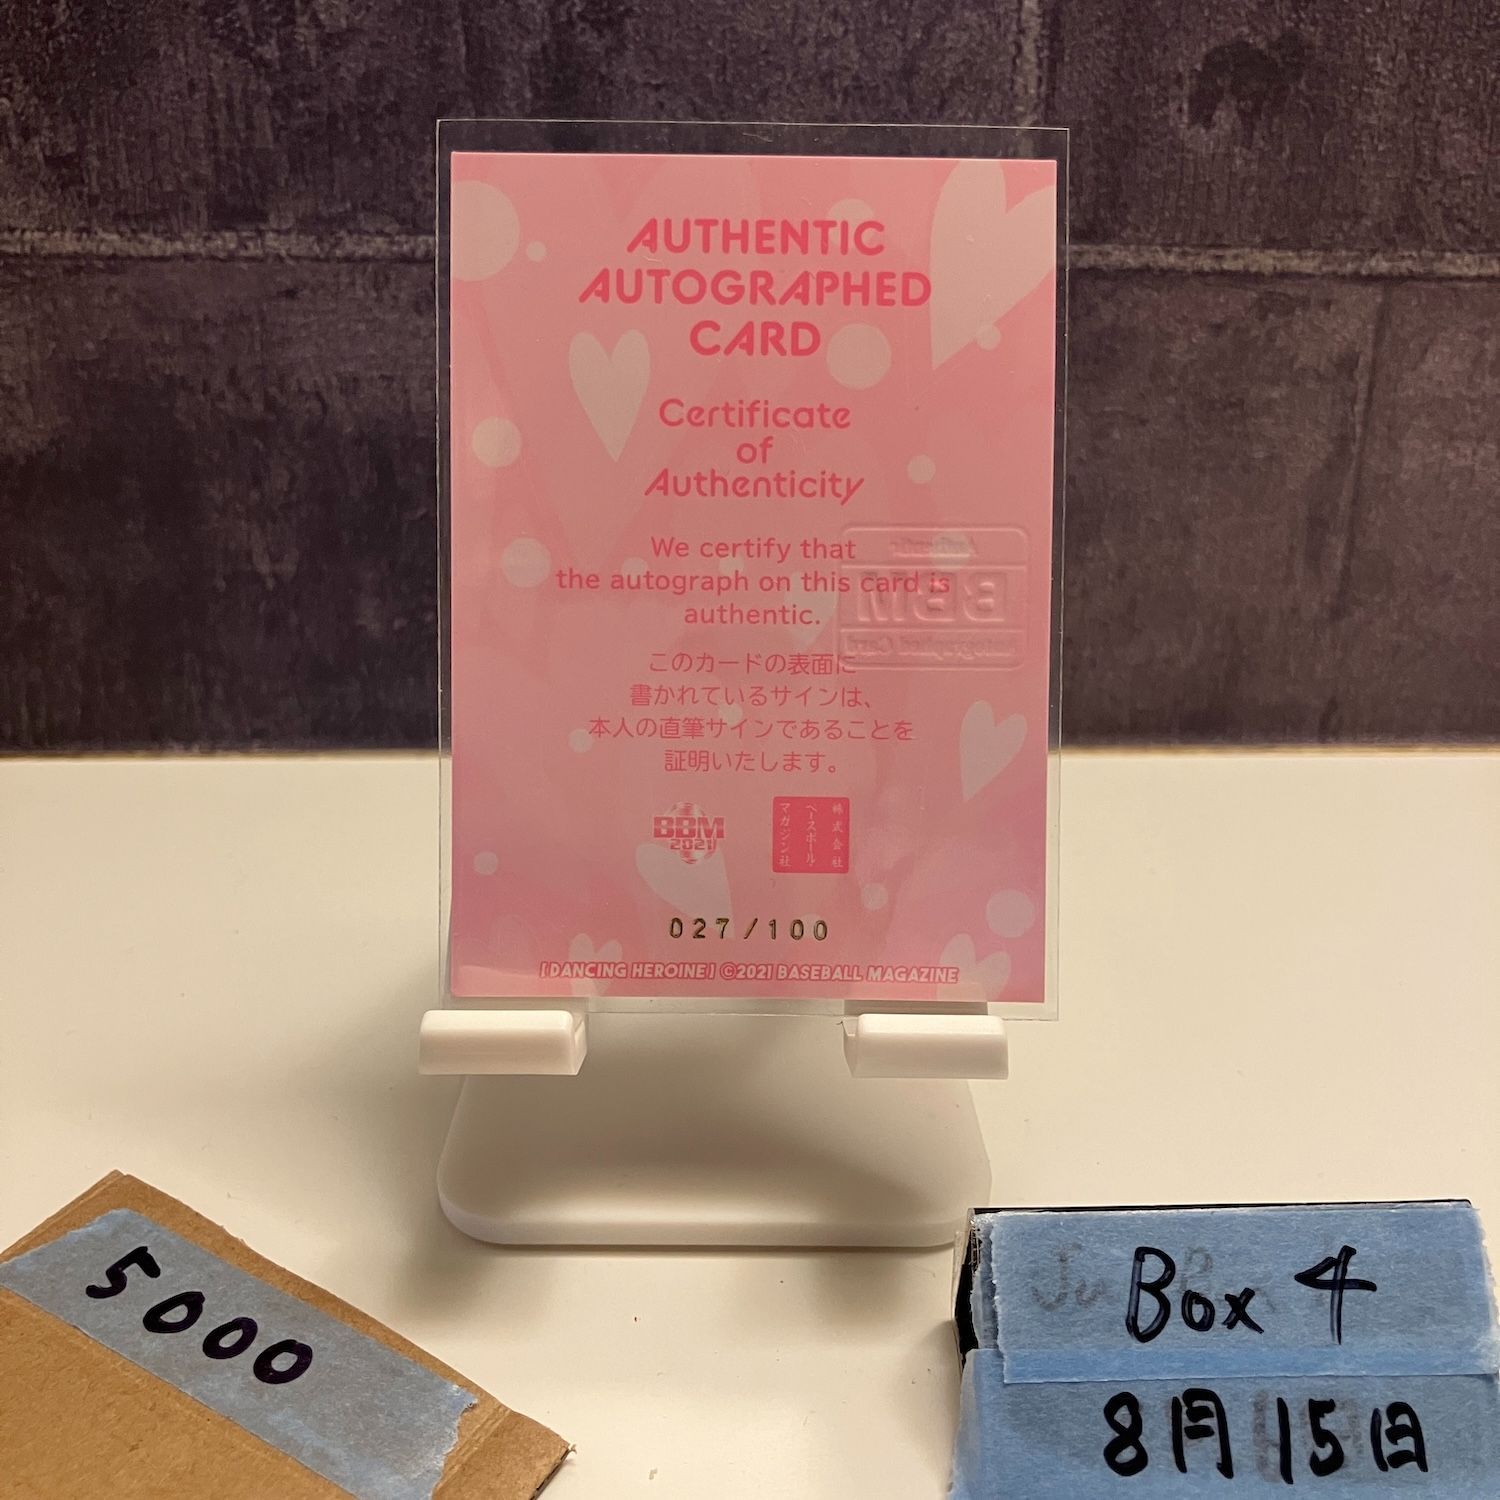 AUTHENTIC
AUTOGRAPHED
CARD
Certificate
of
Authenticity
We certify that
the autograph on this card is
authentic.
このカードの表面に
書かれているサインは、
本人の直筆サインであることを
証明いたします。
Authentic
BBM
Autographed Card
BBM
2021
株式会社
ベースボール・
マガジン社
027/100
[DANCING HEROINE] ©2021 BASEBALL MAGAZINE
5000
Box 4
8月15日